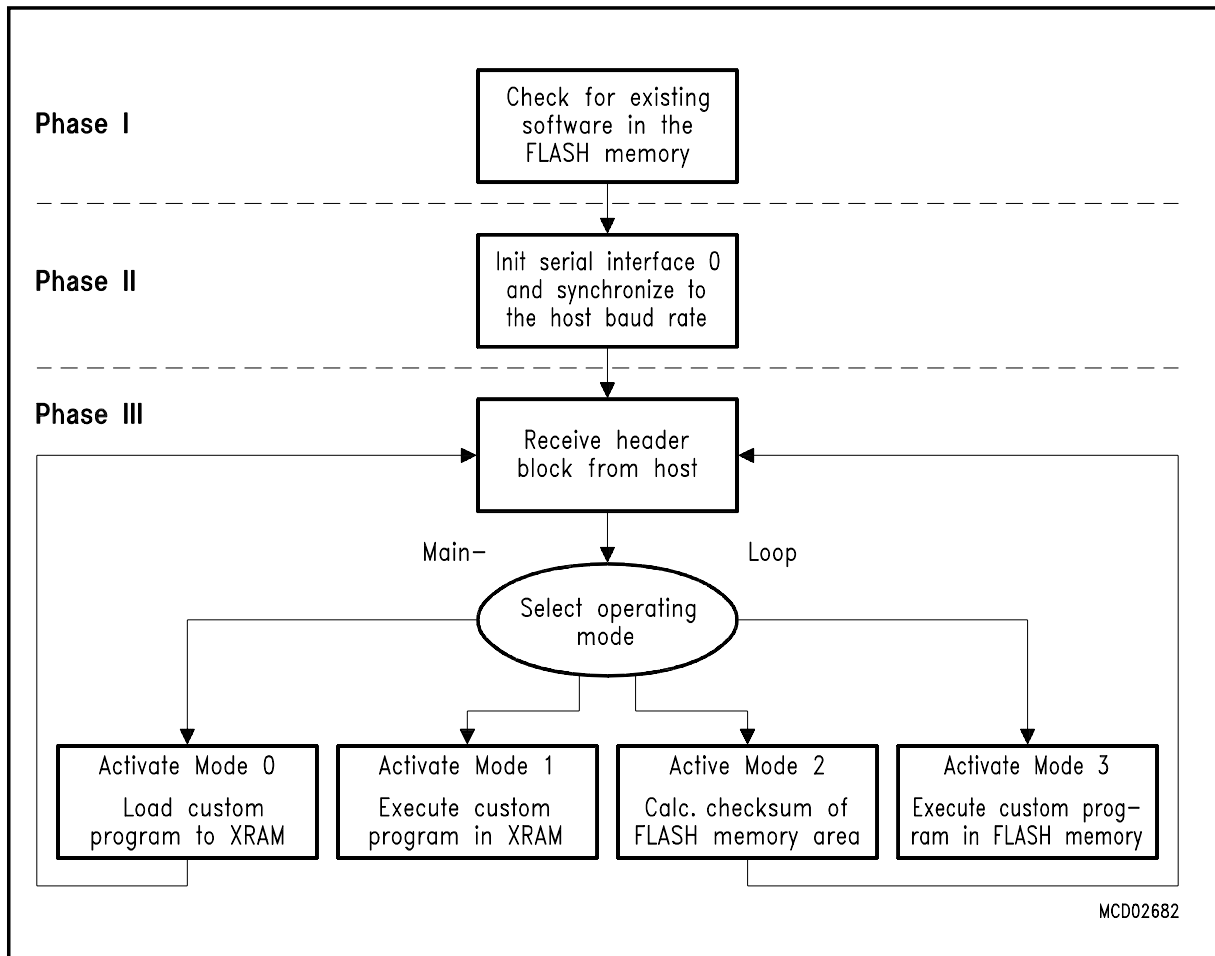 Phase I
Check for existing
software in the
FLASH memory
Phase II
Init serial interface 0
and synchronize to
the host baud rate
Phase III
Receive header
block from host
Main-
Loop
Select operating
mode
Activate Mode 0
Load custom
program to XRAM
Activate Mode 1
Execute custom
program in XRAM
Active Mode 2
Calc. checksum of
FLASH memory area
Activate Mode 3
Execute custom prog-
ram in FLASH memory
MCD02682